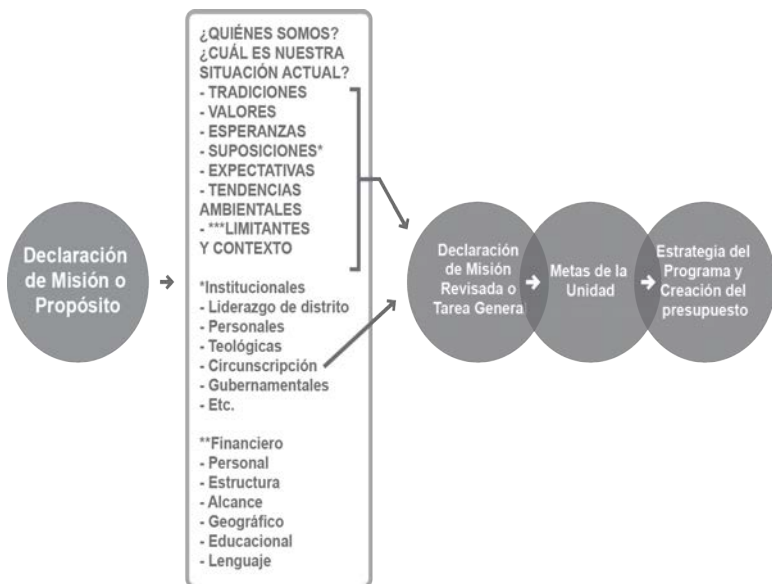 Declaración
de Misión o
Propósito
¿QUIÉNES SOMOS?
¿CUÁL ES NUESTRA
SITUACIÓN ACTUAL?
- TRADICIONES
- VALORES
- ESPERANZAS
- SUPOSICIONES*
- EXPECTATIVAS
- TENDENCIAS
AMBIENTALES
- ***LIMITANTES
Y CONTEXTO
*Institucionales
- Liderazgo de distrito
- Personales
- Teológicas
- Circunscripción
- Gubernamentales
- Etc.
**Financiero
- Personal
- Estructura
- Alcance
- Geográfico
- Educacional
- Lenguaje
Declaración
de Misión
Revisada o
Tarea Genera
Metas de la
Unidad
Estrategia del
Programa y
Creación del
presupuesto